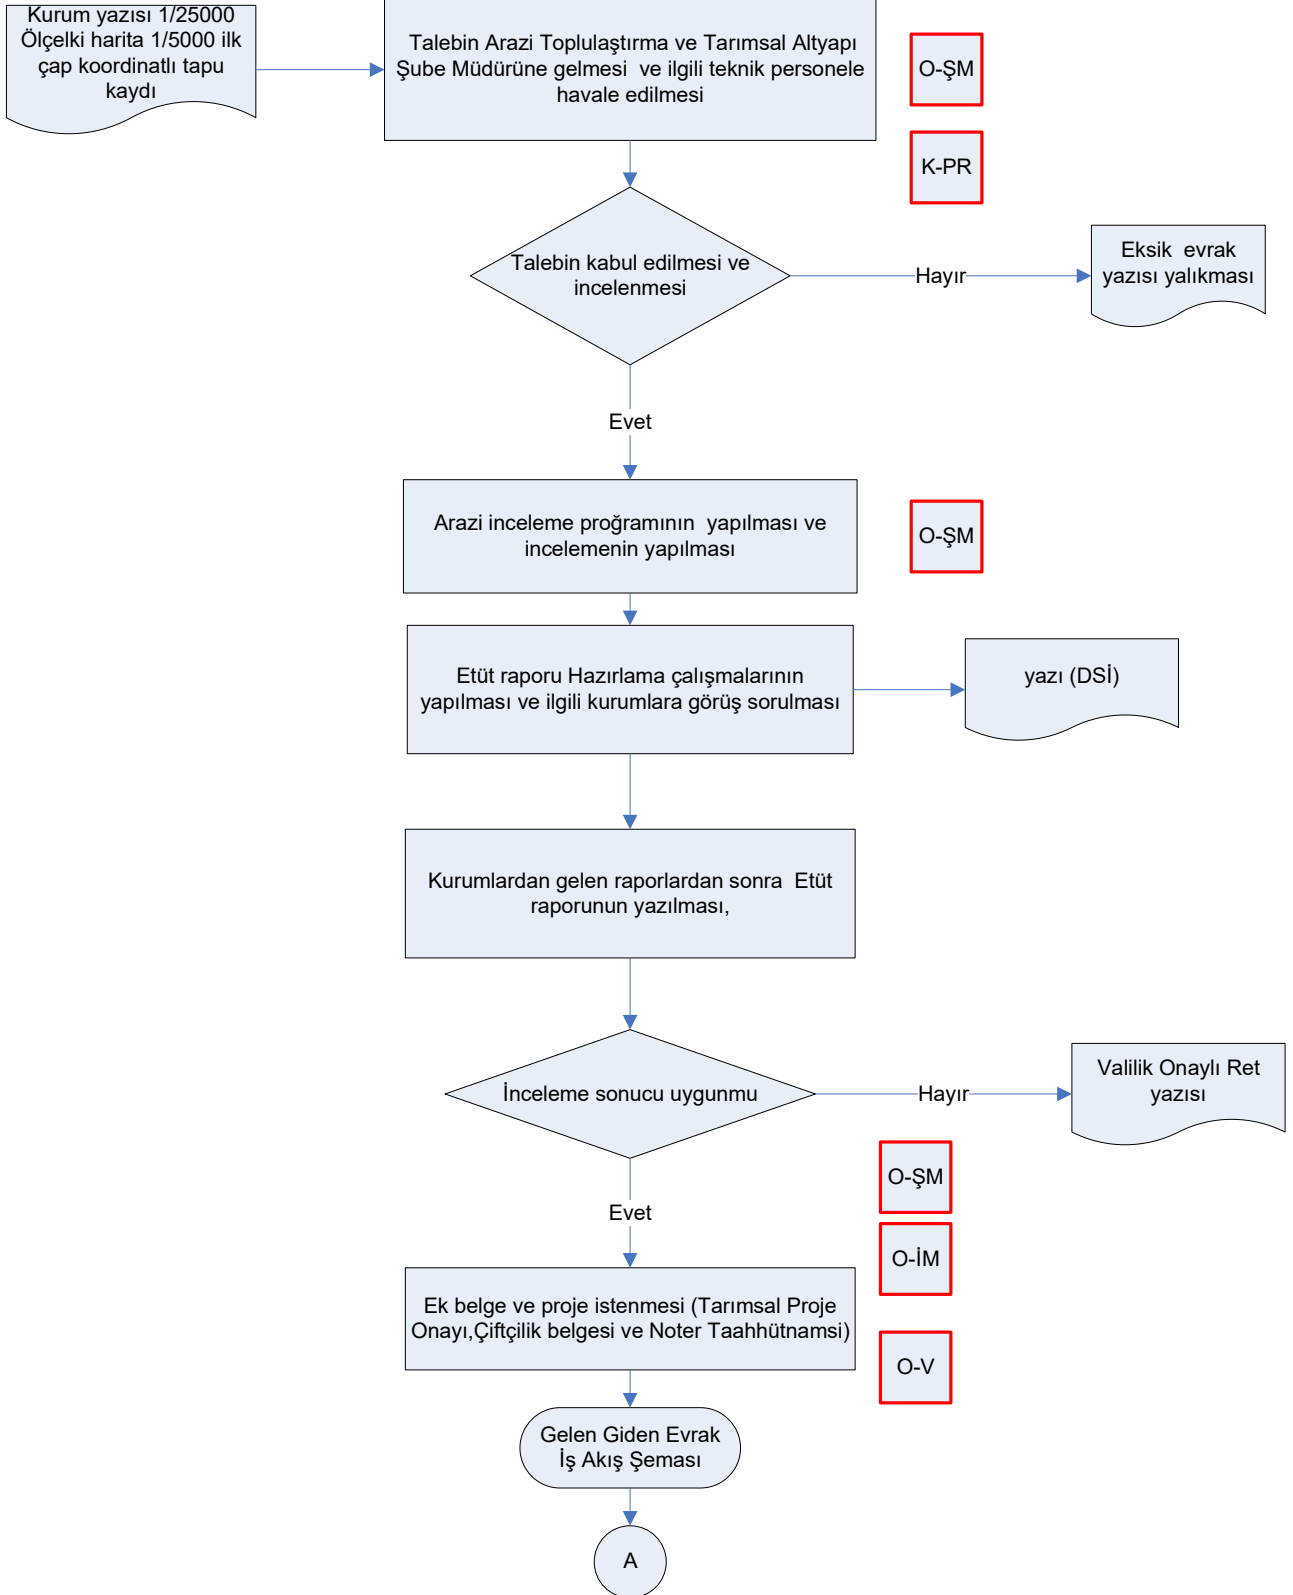 Kurum yazısı 1/25000
Ölçelki harita 1/5000 ilk
çap koordinatlı tapu
kaydı
Talebin Arazi Toplulaştırma ve Tarımsal Altyapı
Şube Müdürüne gelmesi ve ilgili teknik personele
havale edilmesi
O-ŞM
K-PR
Talebin kabul edilmesi ve
incelenmesi
Hayır
Eksik evrak
yazısı yalıkması
Evet
Arazi inceleme proğramının yapılması ve
incelemenin yapılması
O-ŞM
Etüt raporu Hazırlama çalışmalarının
yapılması ve ilgili kurumlara görüş sorulması
yazı (DSİ)
Kurumlardan gelen raporlardan sonra Etüt
raporunun yazılması,
İnceleme sonucu uygunmu
Hayır
Valilik Onaylı Ret
yazısı
O-ŞM
Evet
O-İM
Ek belge ve proje istenmesi (Tarımsal Proje
Onayı,Çiftçilik belgesi ve Noter Taahhütnamsi)
O-V
Gelen Giden Evrak
İş Akış Şeması
A